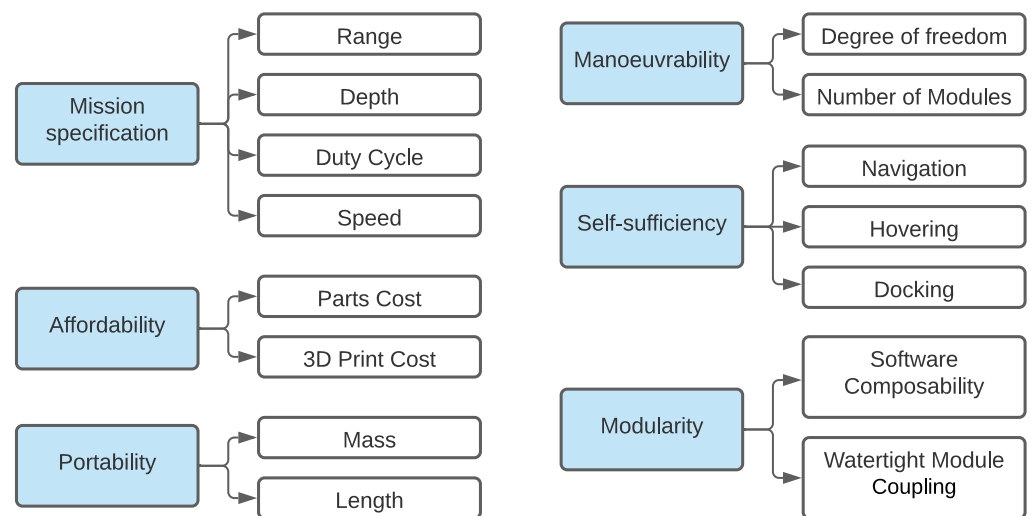 Mission
specification
Range
Depth
Duty Cycle
Speed
Affordability
Parts Cost
3D Print Cost
Portability
Mass
Length
Manoeuvrability
Degree of freedom
Number of Modules
Self-sufficiency
Navigation
Hovering
Docking
Modularity
Software
Composability
Watertight Module
Coupling